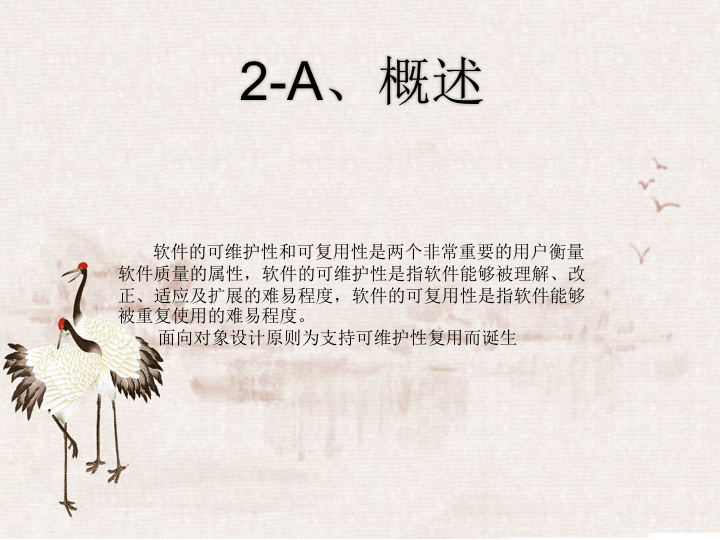 2-A、概述
软件的可维护性和可复用性是两个非常重要的用户衡量
软件质量的属性，软件的可维护性是指软件能够被理解、改
正、适应及扩展的难易程度，软件的可复用性是指软件能够
被重复使用的难易程度。
面向对象设计原则为支持可维护性复用而诞生